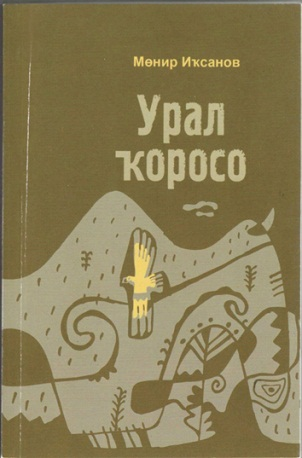 Мөнир Иҡсанов
Урал
ҡоросо